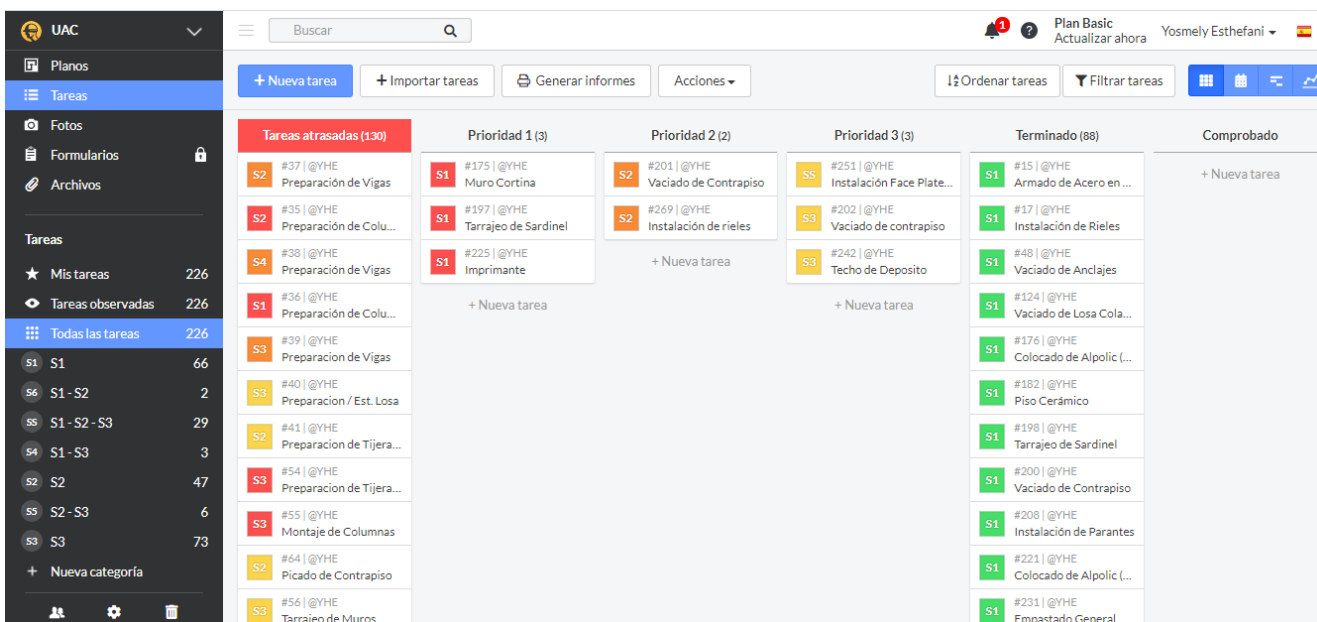 UAC
Buscar
1
Plan Basic
Actualizar ahora
Yosmely Esthefani
Planos
Tareas
Fotos
Formularios
Archivos
+ Nueva tarea
+ Importar tareas
Generar informes
Acciones
Ordenar tareas
Filtrar tareas
Tareas
Mis tareas 226
Tareas observadas 226
Todas las tareas 226
S1 S1 66
S6 S1 - S2 2
SS S1 - S2 - S3 29
S4 S1 - S3 3
S2 S2 47
S5 S2 - S3 6
S3 S3 73
+ Nueva categoría
Tareas atrasadas (130)
S2 #37 | @YHE
Preparación de Vigas
S2 #35 | @YHE
Preparación de Colu...
S4 #38 | @YHE
Preparación de Vigas
S1 #36 | @YHE
Preparación de Colu...
S3 #39 | @YHE
Preparacion de Vigas
S3 #40 | @YHE
Preparacion / Est. Losa
S2 #41 | @YHE
Preparacion de Tijera...
S3 #54 | @YHE
Preparacion de Tijera...
S3 #55 | @YHE
Montaje de Columnas
S2 #64 | @YHE
Picado de Contrapiso
S3 #56 | @YHE
Tarrajeo de Muros
Prioridad 1 (3)
S1 #175 | @YHE
Muro Cortina
S1 #197 | @YHE
Tarrajeo de Sardinel
S1 #225 | @YHE
Imprimante
+ Nueva tarea
Prioridad 2 (2)
S2 #201 | @YHE
Vaciado de Contrapiso
S2 #269 | @YHE
Instalación de rieles
+ Nueva tarea
Prioridad 3 (3)
SS #251 | @YHE
Instalación Face Plate...
S3 #202 | @YHE
Vaciado de contrapiso
S3 #242 | @YHE
Techo de Deposito
+ Nueva tarea
Terminado (88)
S1 #15 | @YHE
Armado de Acero en ...
S1 #17 | @YHE
Instalación de Rieles
S1 #48 | @YHE
Vaciado de Anclajes
S1 #124 | @YHE
Vaciado de Losa Cola...
S1 #176 | @YHE
Colocado de Alpolic (...
S1 #182 | @YHE
Piso Cerámico
S1 #198 | @YHE
Tarrajeo de Sardinel
S1 #200 | @YHE
Vaciado de Contrapiso
S1 #208 | @YHE
Instalación de Parantes
S1 #221 | @YHE
Colocado de Alpolic (...
S1 #231 | @YHE
Empastado General
Comprobado
+ Nueva tarea